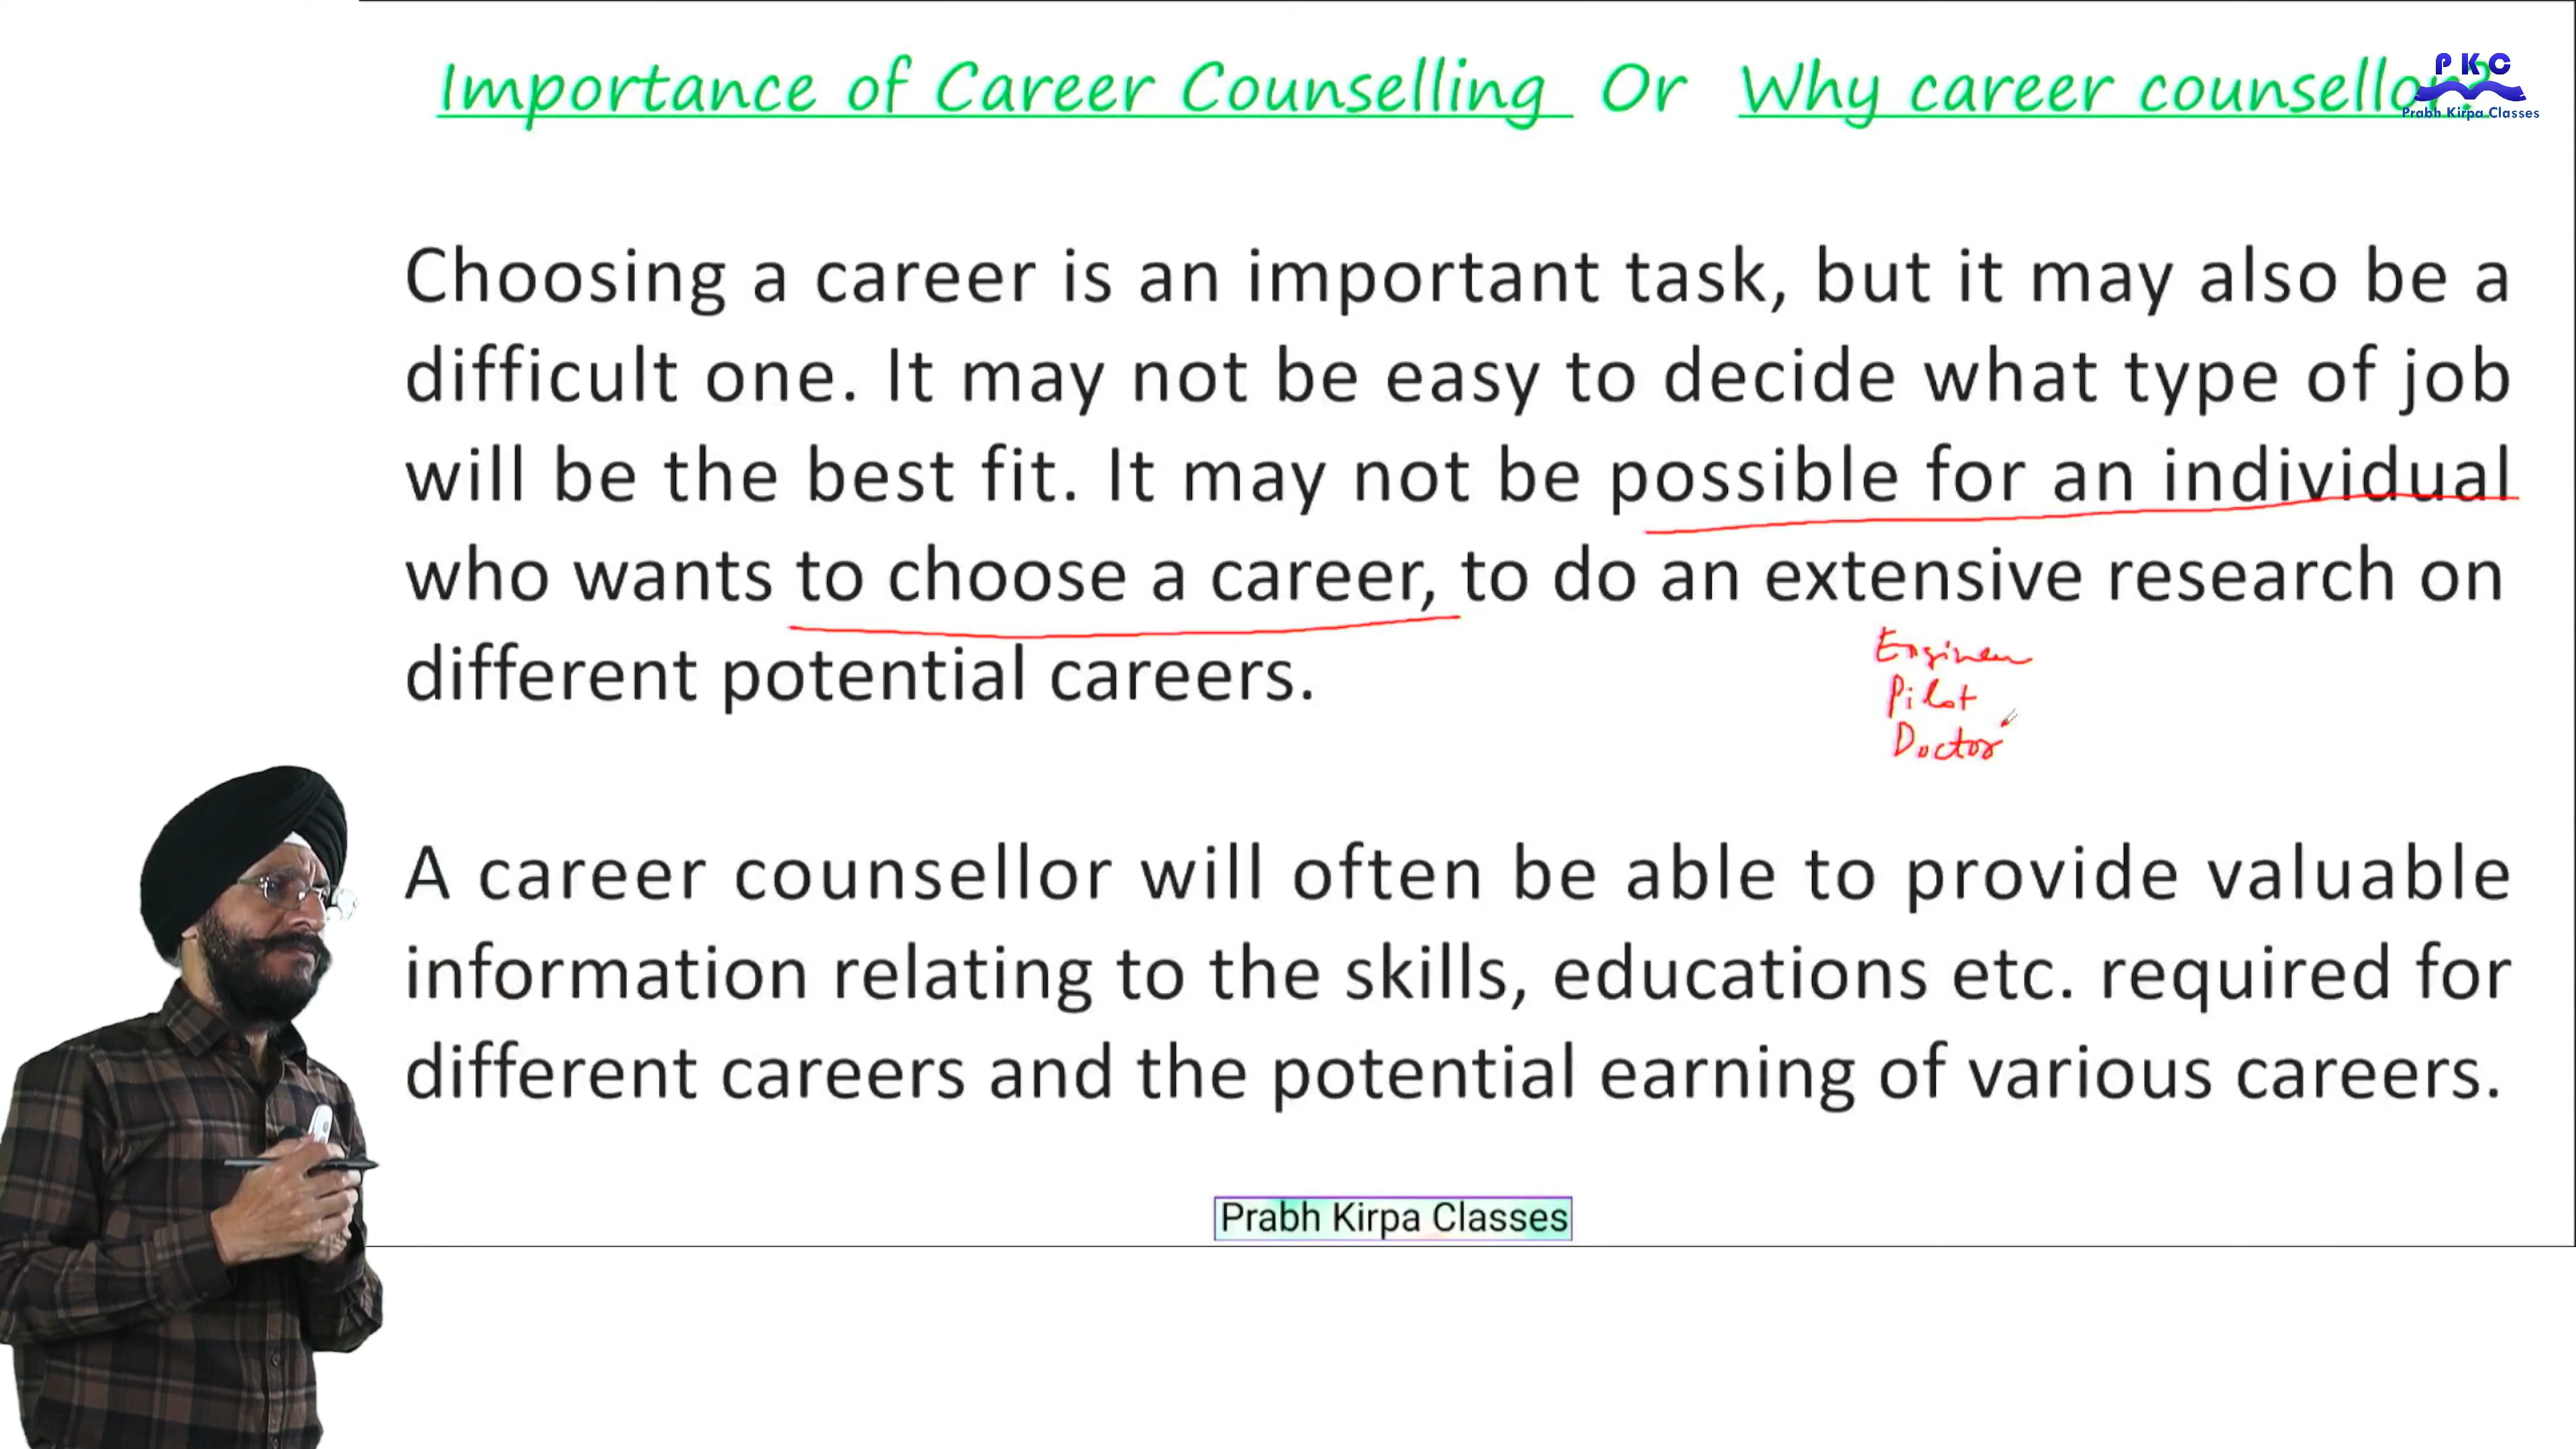 Importance of Career Counselling Or Why career counsellor?
P K C
Prabh Kirpa Classes
Choosing a career is an important task, but it may also be a
difficult one. It may not be easy to decide what type of job
will be the best fit. It may not be possible for an individual
who wants to choose a career, to do an extensive research on
different potential careers.
Engineer
Pilot
Doctor
A career counsellor will often be able to provide valuable
information relating to the skills, educations etc. required for
different careers and the potential earning of various careers.
Prabh Kirpa Classes